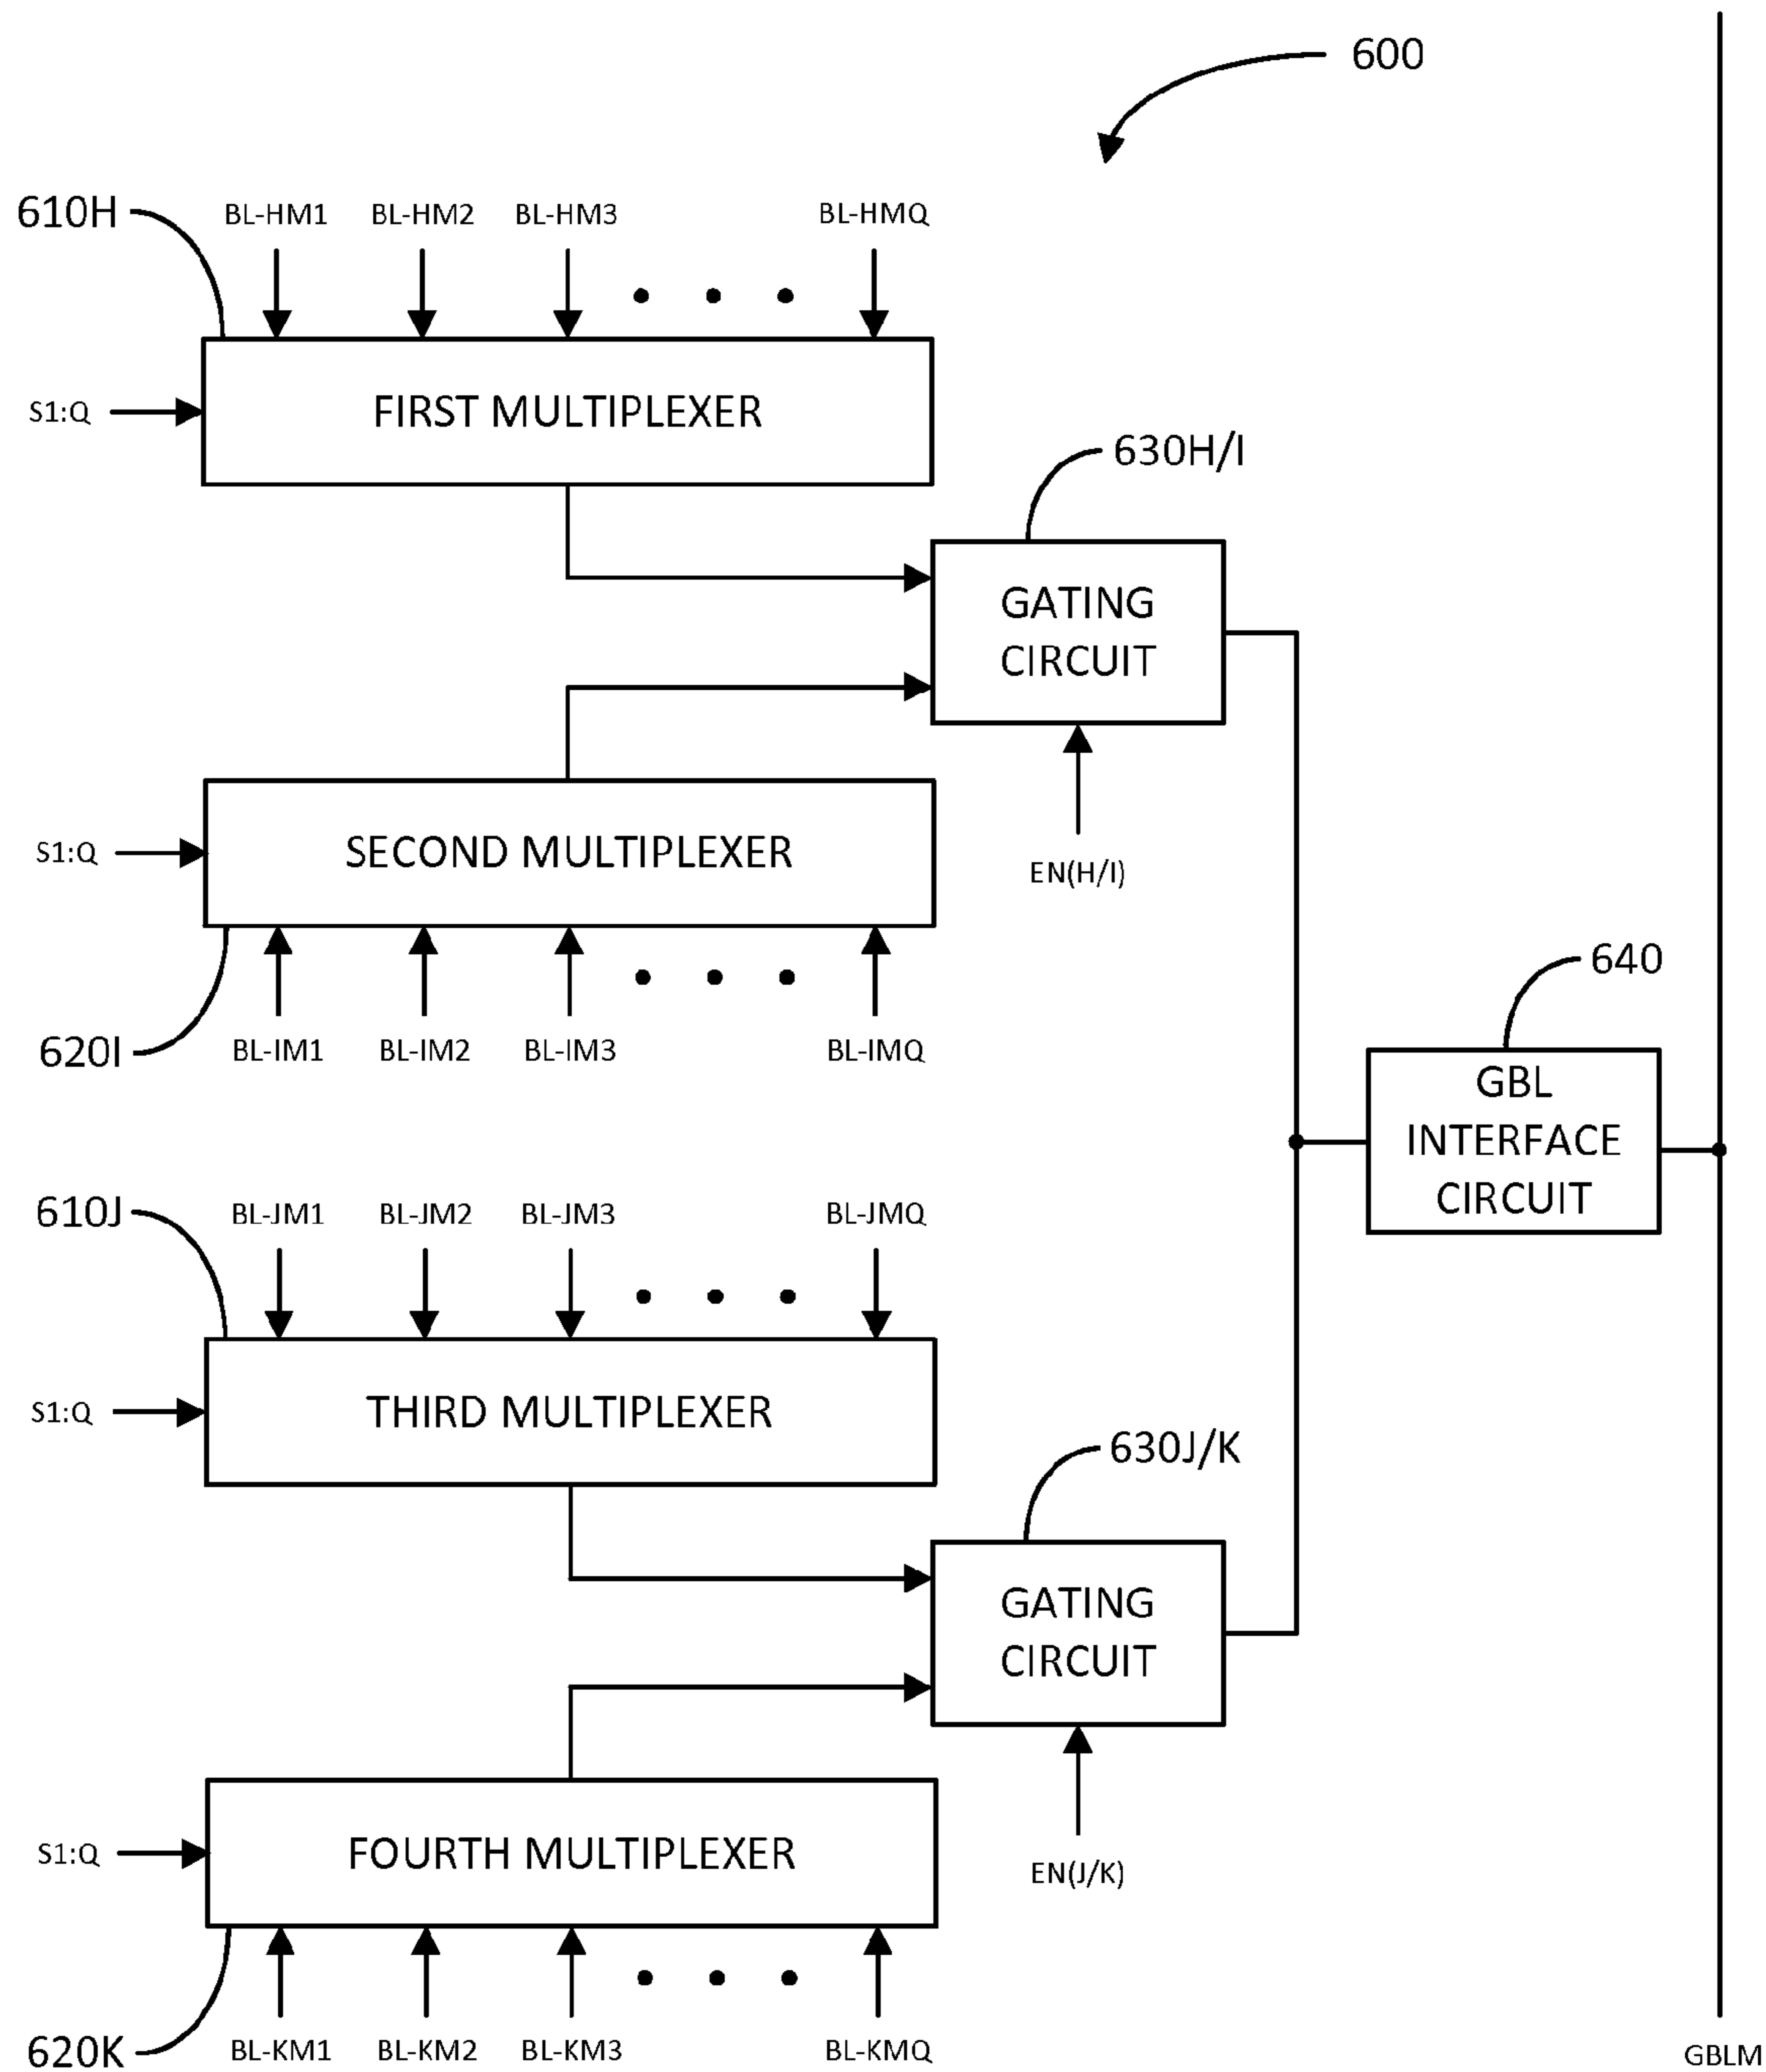 600
610H
BL-HM1 BL-HM2 BL-HM3 BL-HMQ
S1:Q
FIRST MULTIPLEXER
630H/I
GATING
CIRCUIT
S1:Q
SECOND MULTIPLEXER
EN(H/I)
620I
BL-IM1 BL-IM2 BL-IM3 BL-IMQ
640
GBL
INTERFACE
CIRCUIT
610J
BL-JM1 BL-JM2 BL-JM3 BL-JMQ
S1:Q
THIRD MULTIPLEXER
630J/K
GATING
CIRCUIT
S1:Q
FOURTH MULTIPLEXER
EN(J/K)
620K
BL-KM1 BL-KM2 BL-KM3 BL-KMQ
GBLM